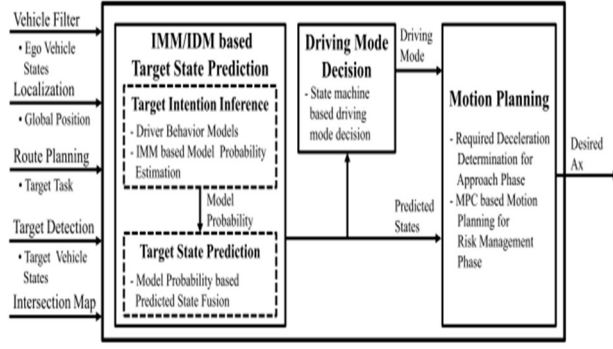 Vehicle Filter
• Ego Vehicle
States
Localization
• Global Position
Route Planning
• Target Task
Target Detection
• Target Vehicle
States
Intersection Map
IMM/IDM based
Target State Prediction
Target Intention Inference
- Driver Behavior Models
- IMM based Model Probability
Estimation
Model
Probability
Target State Prediction
- Model Probability based
Predicted State Fusion
Driving Mode
Decision
- State machine
based driving
mode decision
Driving
Mode
Predicted
States
Motion Planning
- Required Deceleration
Determination for
Approach Phase
- MPC based Motion
Planning for
Risk Management
Phase
Desired
Ax